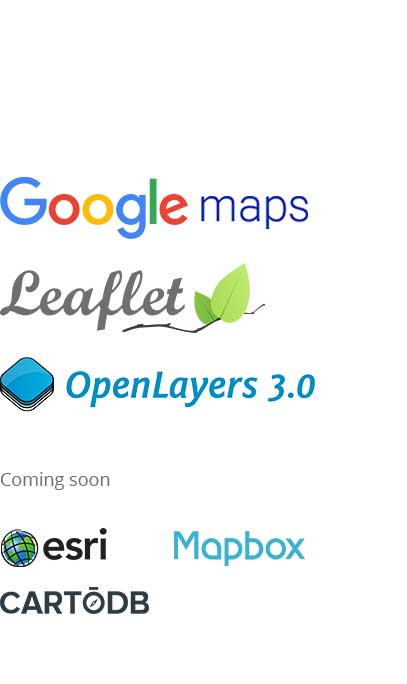 Google maps
Leaflet
OpenLayers 3.0
Coming soon
esri Mapbox
CARTODB